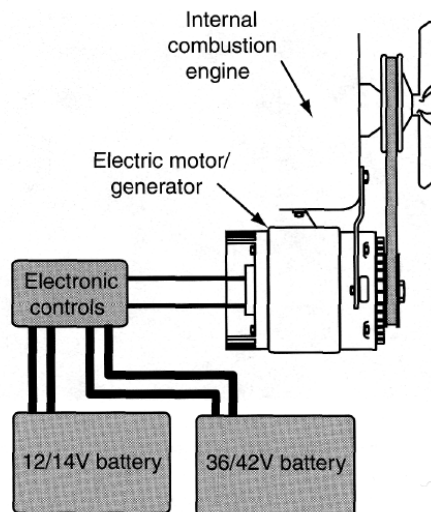 Internal
combustion
engine
Electric motor/
generator
Electronic
controls
12/14V battery
36/42V battery